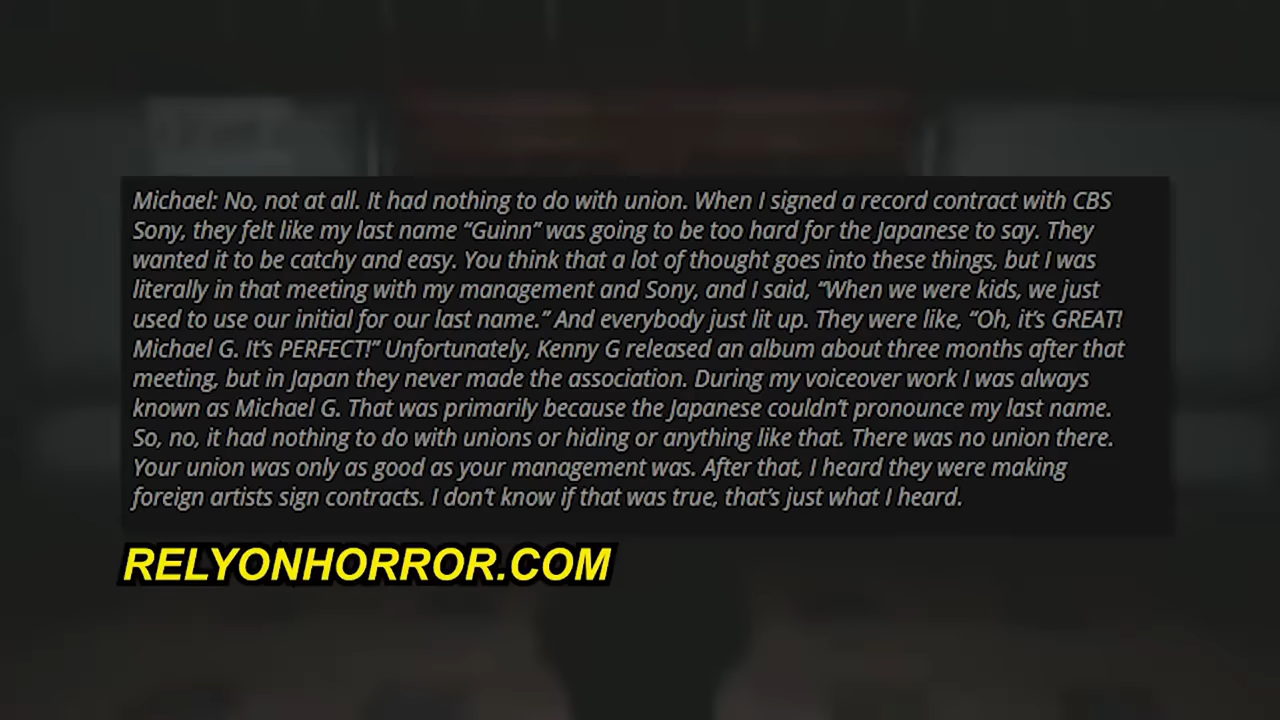 Michael: No, not at all. It had nothing to do with union. When I signed a record contract with CBS
Sony, they felt like my last name “Guinn” was going to be too hard for the Japanese to say. They
wanted it to be catchy and easy. You think that a lot of thought goes into these things, but I was
literally in that meeting with my management and Sony, and I said, “When we were kids, we just
used to use our initial for our last name.” And everybody just lit up. They were like, “Oh, it’s GREAT!
Michael G. It’s PERFECT!” Unfortunately, Kenny G released an album about three months after that
meeting, but in Japan they never made the association. During my voiceover work I was always
known as Michael G. That was primarily because the Japanese couldn’t pronounce my last name.
So, no, it had nothing to do with unions or hiding or anything like that. There was no union there.
Your union was only as good as your management was. After that, I heard they were making
foreign artists sign contracts. I don’t know if that was true, that’s just what I heard.
RELYONHORROR.COM